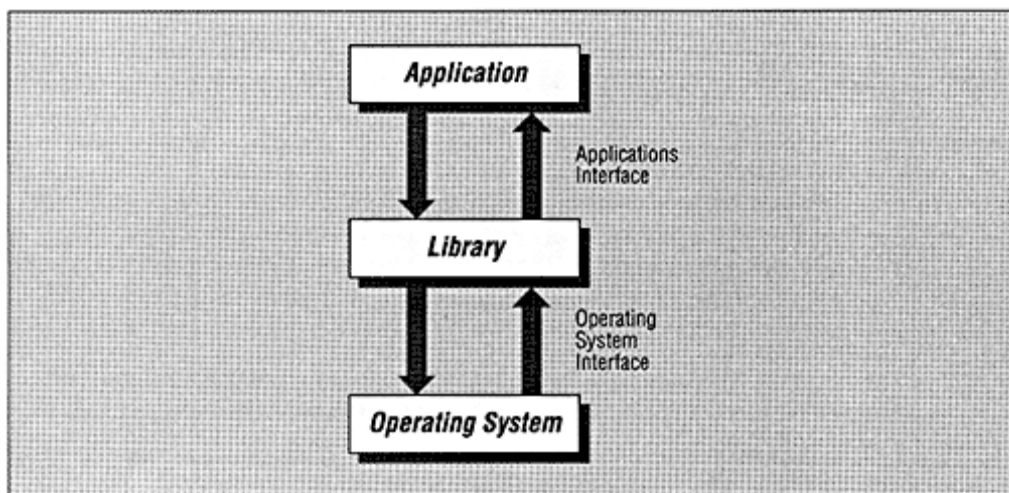 Application
Applications
Interface
Library
Operating
System
Interface
Operating System